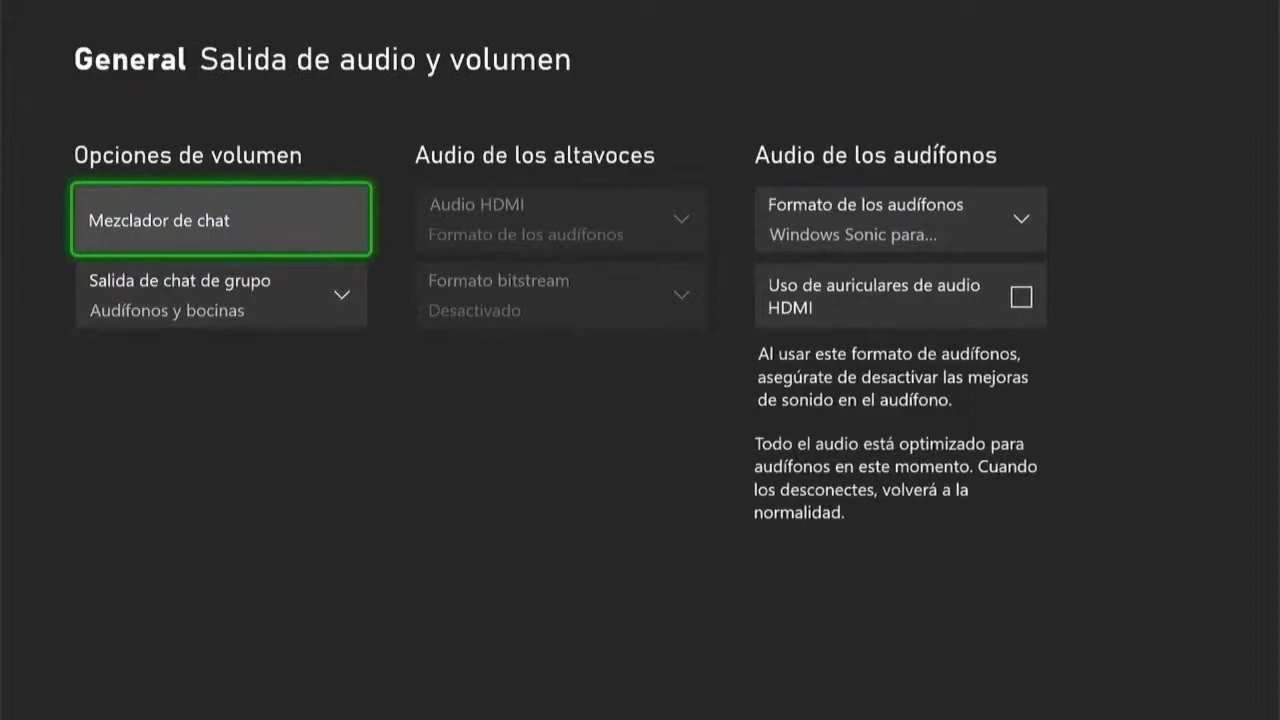 General Salida de audio y volumen
Opciones de volumen
Mezclador de chat
Salida de chat de grupo
Audífonos y bocinas
Audio de los altavoces
Audio HDMI
Formato de los audífonos
Formato bitstream
Desactivado
Audio de los audífonos
Formato de los audífonos
Windows Sonic para...
Uso de auriculares de audio
HDMI
Al usar este formato de audífonos,
asegúrate de desactivar las mejoras
de sonido en el audífono.
Todo el audio está optimizado para
audífonos en este momento. Cuando
los desconectes, volverá a la
normalidad.